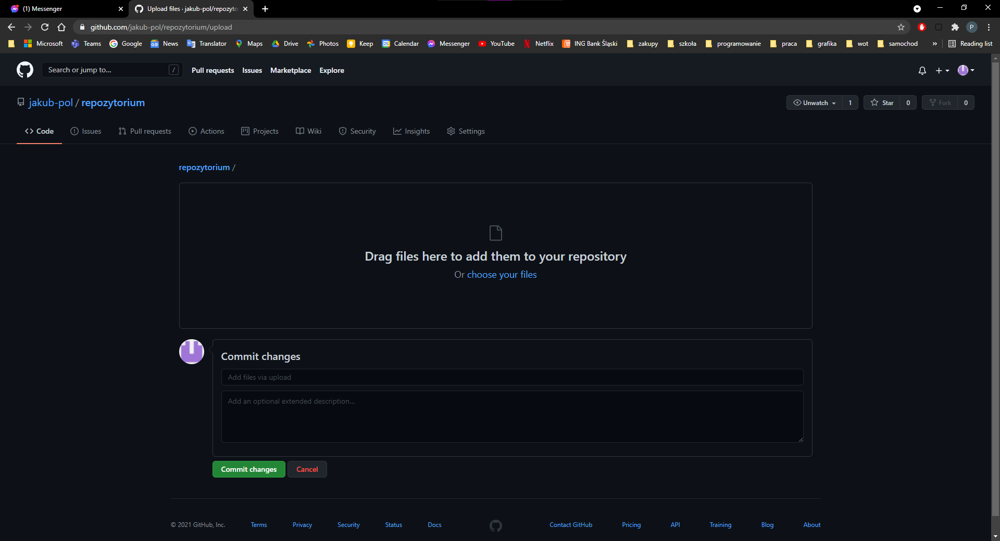 (1) Messenger
Upload files · jakub-pol/repozyto
github.com/jakub-pol/repozytorium/upload
P
Microsoft Teams Google News Translator Maps Drive Photos Keep 25 Calendar Messenger YouTube Netflix ING Bank Śląski zakupy szkoła programowanie praca grafika wot samochod » Reading list
Search or jump to... /
Pull requests Issues Marketplace Explore
jakub-pol / repozytorium
Unwatch 1 Star 0 Fork 0
Code Issues Pull requests Actions Projects Wiki Security Insights Settings
repozytorium /
Drag files here to add them to your repository
Or choose your files
Commit changes
Add files via upload
Add an optional extended description...
Commit changes Cancel
© 2021 GitHub, Inc. Terms Privacy Security Status Docs Contact GitHub Pricing API Training Blog About